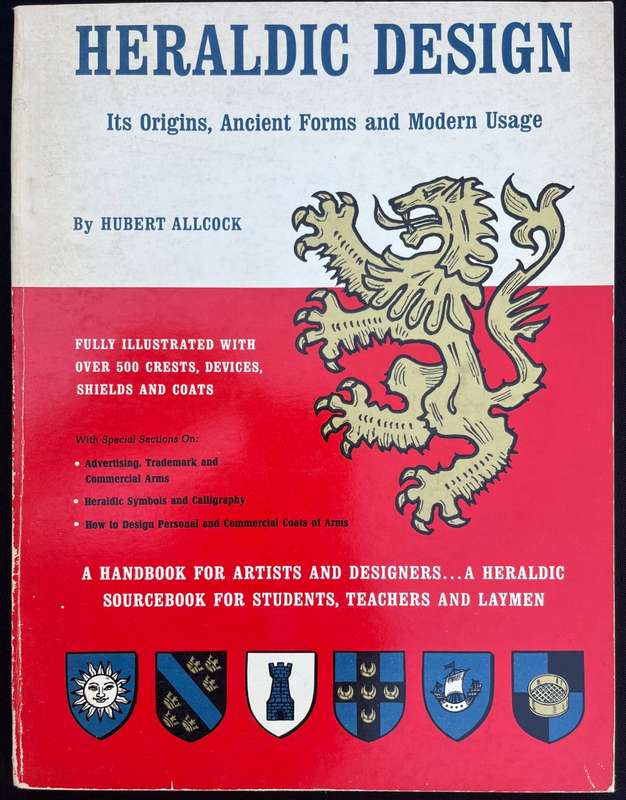 HERALDIC DESIGN
Its Origins, Ancient Forms and Modern Usage
By HUBERT ALLCOCK
FULLY ILLUSTRATED WITH
OVER 500 CRESTS, DEVICES,
SHIELDS AND COATS
With Special Sections On:
• Advertising, Trademark and
Commercial Arms
• Heraldic Symbols and Calligraphy
• How to Design Personal and Commercial Coats of Arms
A HANDBOOK FOR ARTISTS AND DESIGNERS...A HERALDIC
SOURCEBOOK FOR STUDENTS, TEACHERS AND LAYMEN